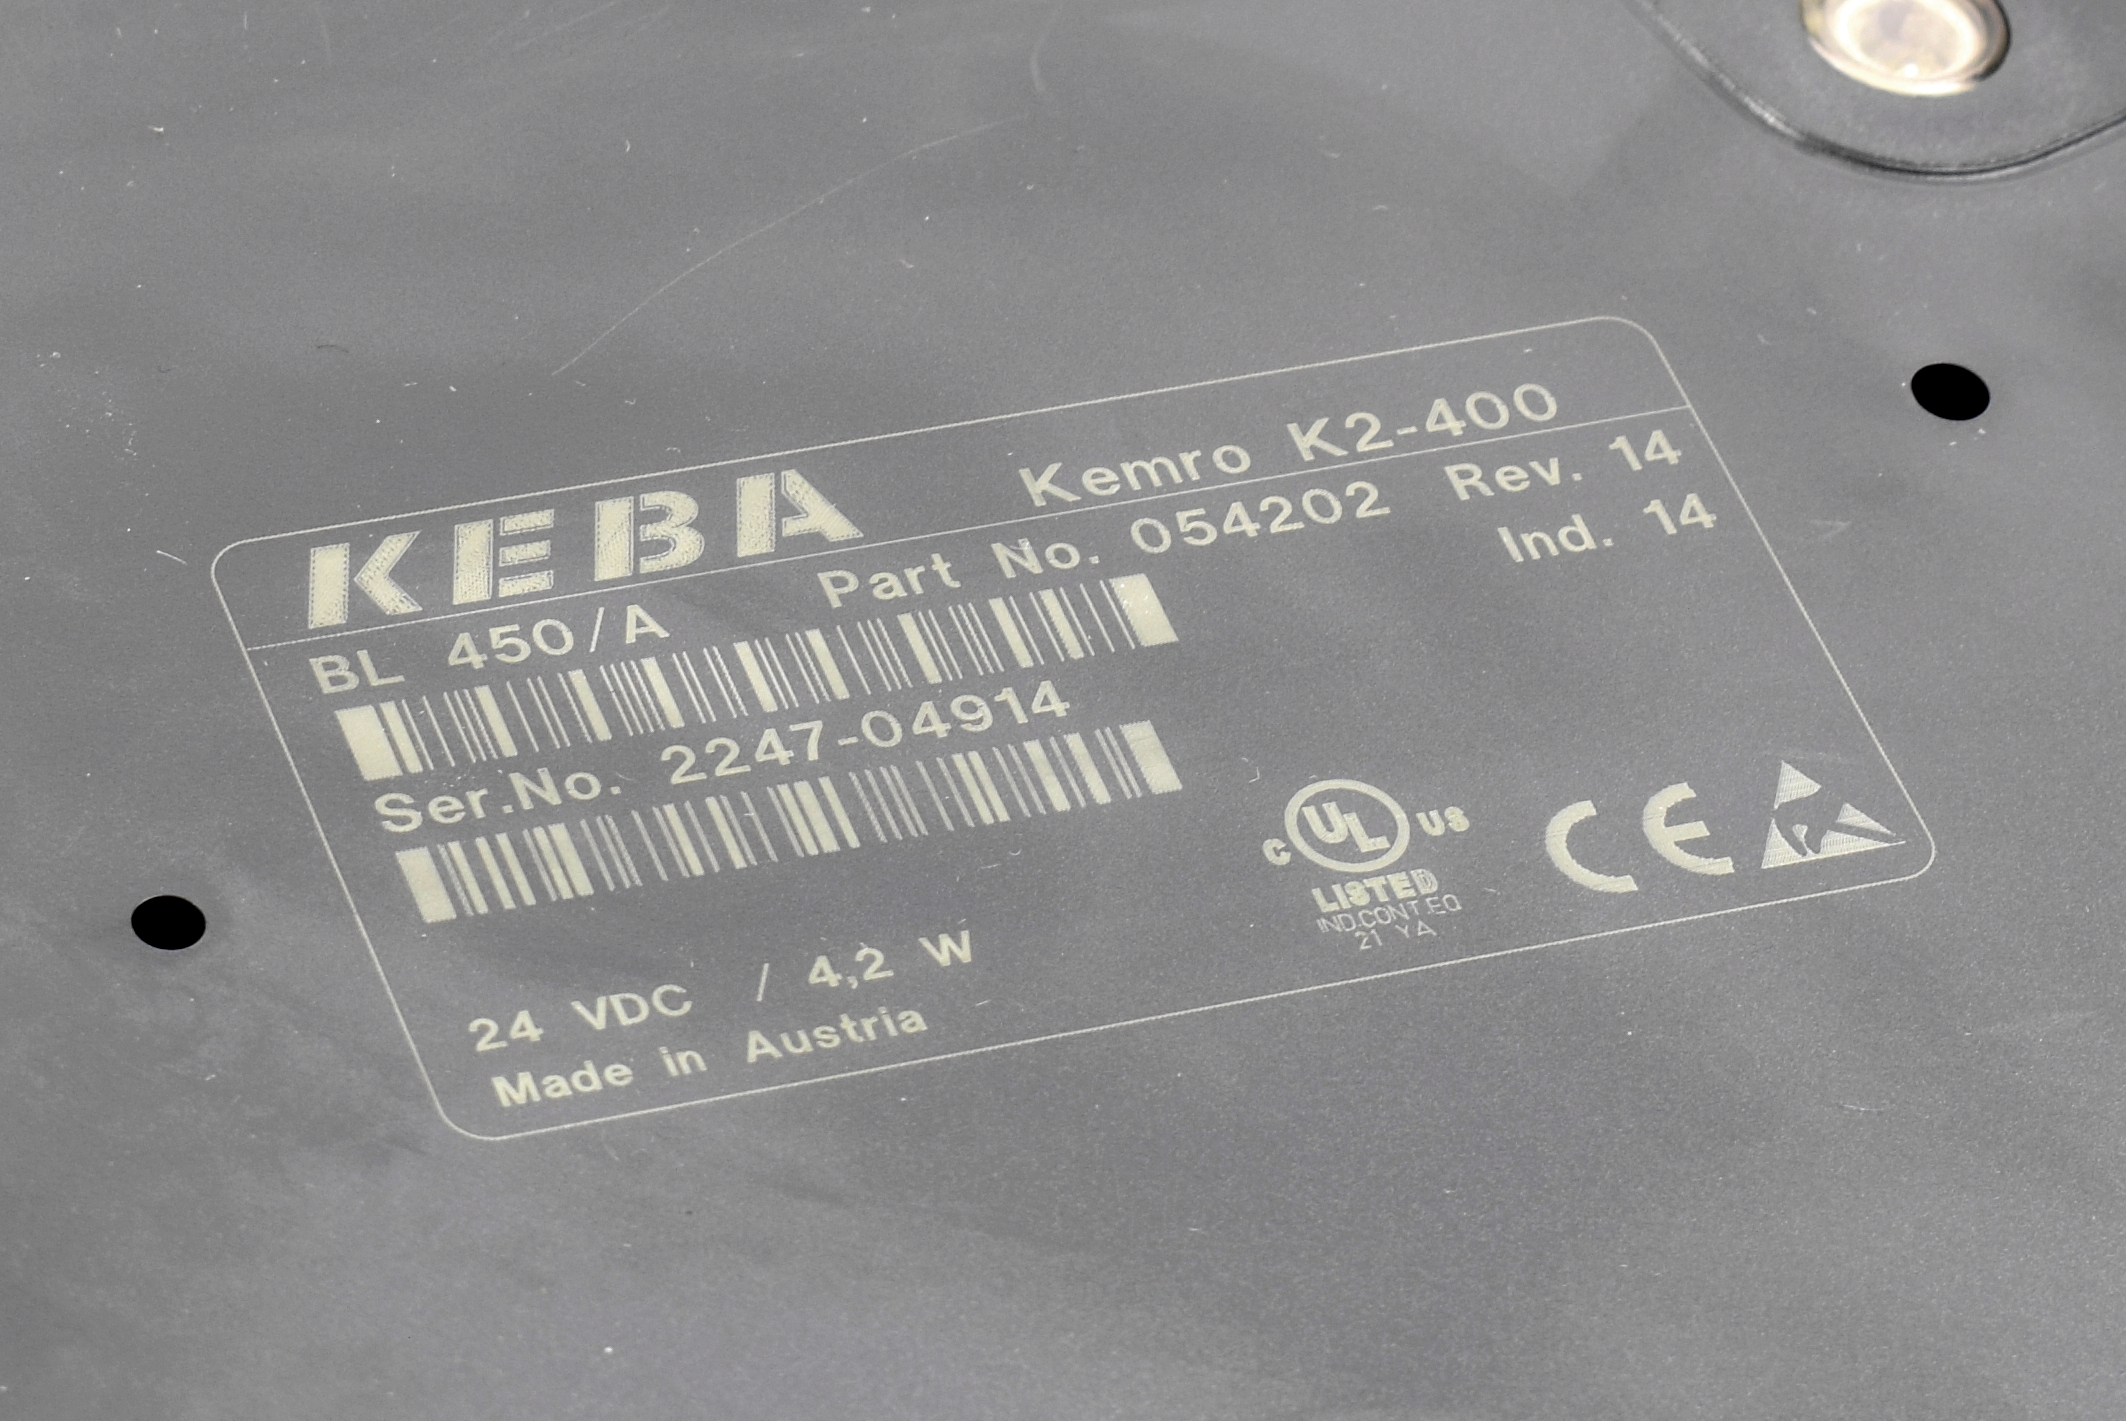 KEBA Kemro K2-400
BL 450/A Part No. 054202 Rev. 14
Ind. 14
Ser.No. 2247-04914
C UL US
LISTED
IND.CONT.EQ
21 YA
CE
24 VDC / 4,2 W
Made in Austria